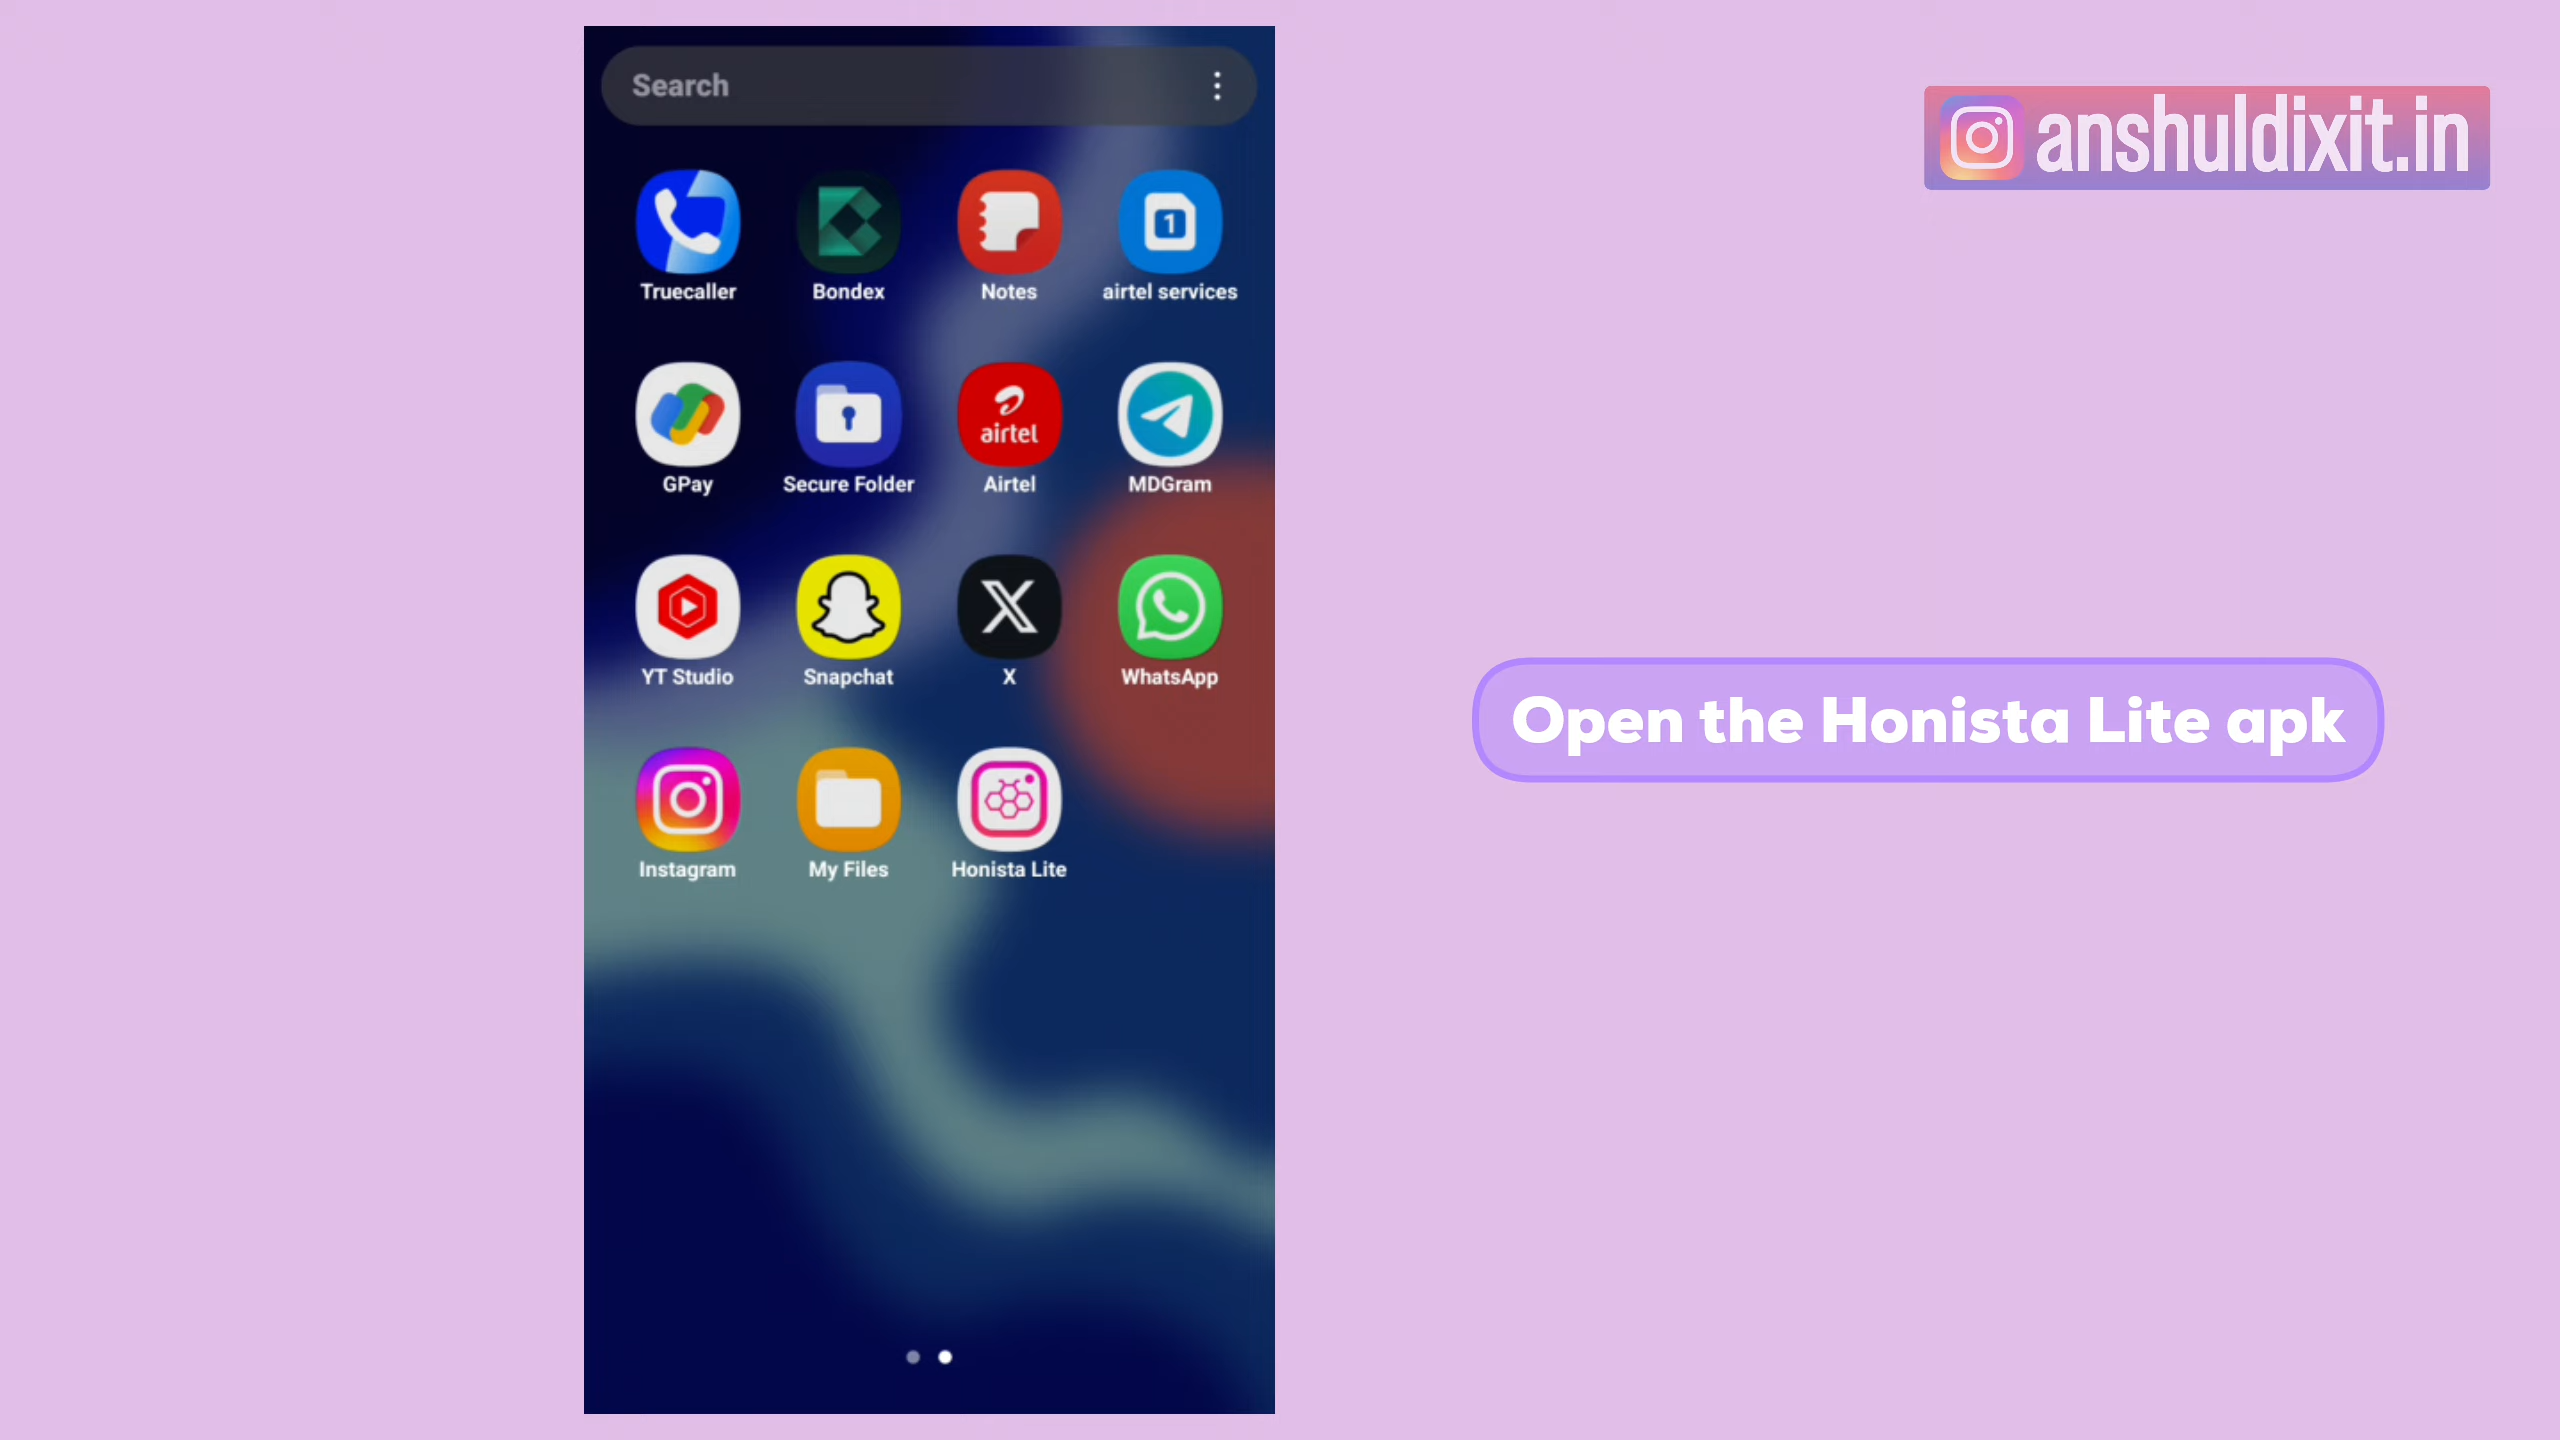 Search
anshuldixit.in
1
Truecaller
Bondex
Notes
airtel services
airtel
GPay
Secure Folder
Airtel
MDGram
YT Studio
Snapchat
X
WhatsApp
Open the Honista Lite apk
Instagram
My Files
Honista Lite